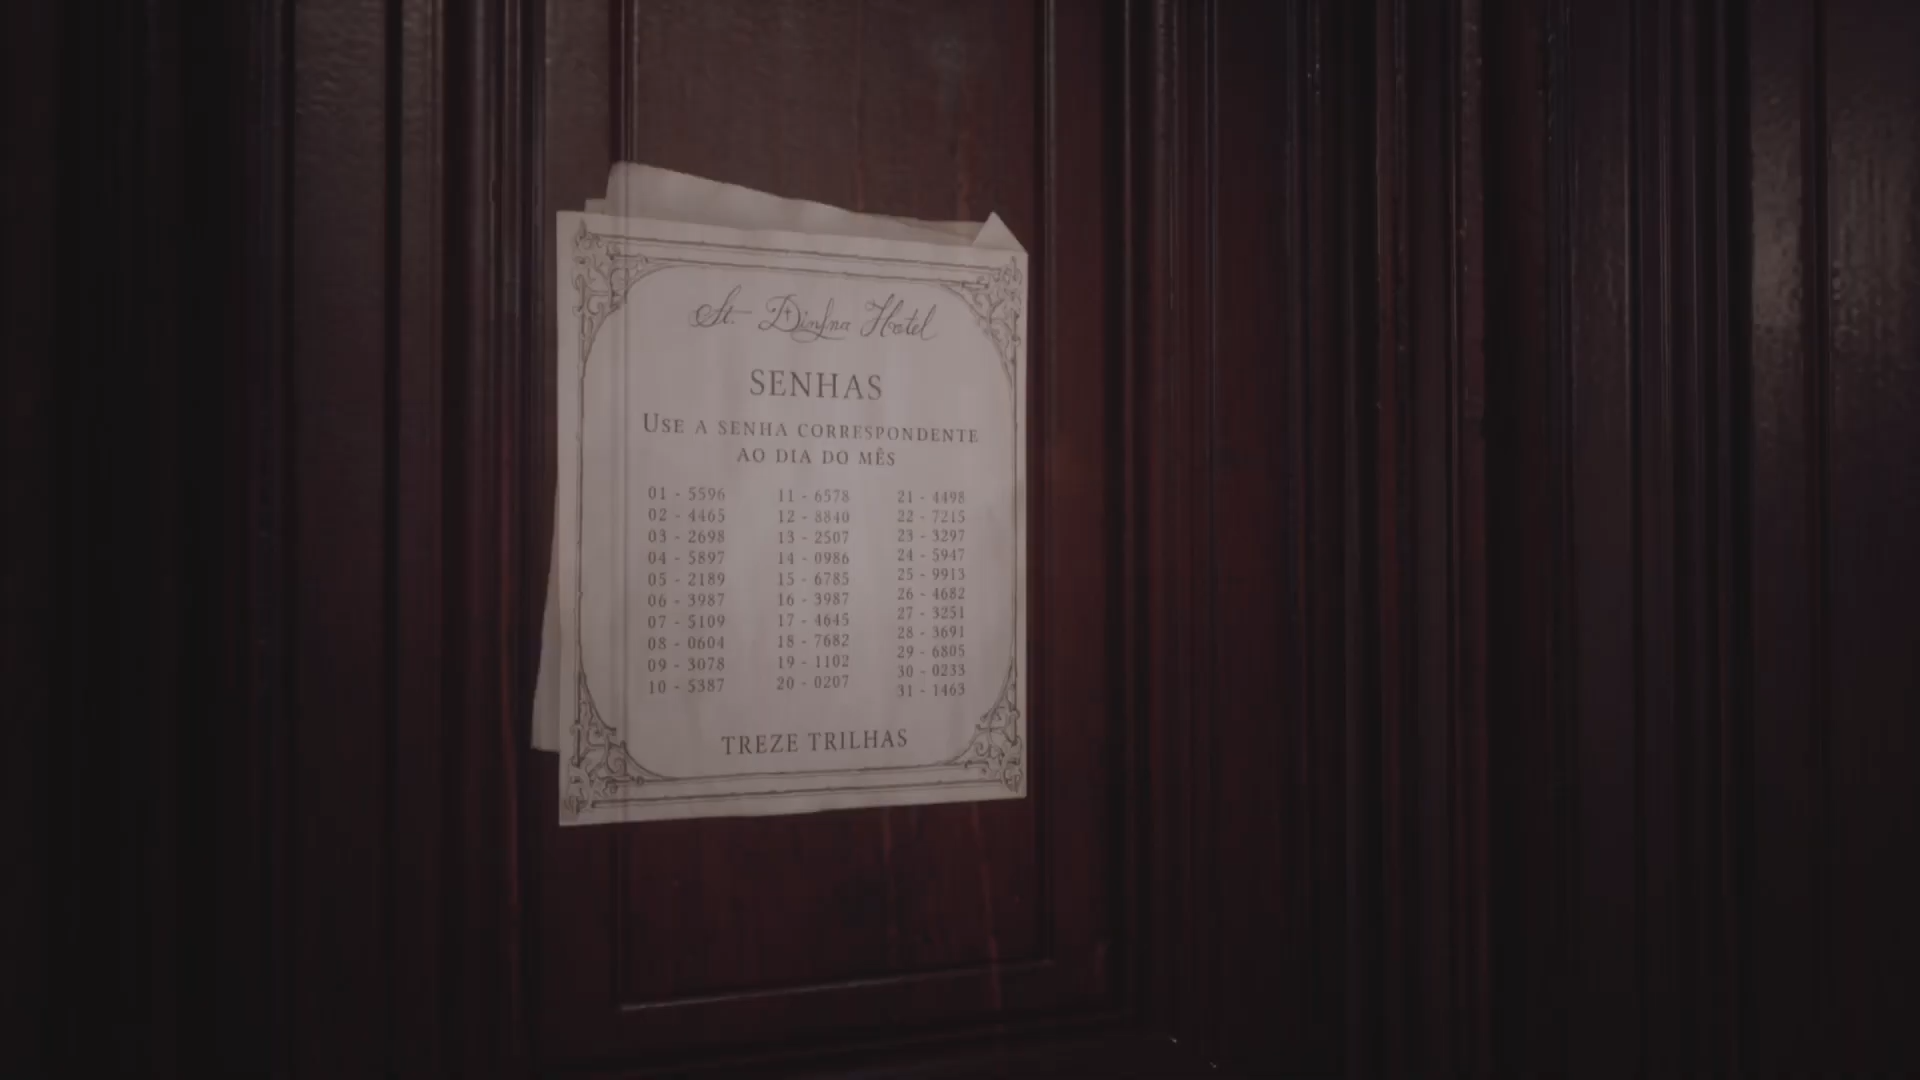 St. Dinfna Hotel
SENHAS
USE A SENHA CORRESPONDENTE
AO DIA DO MÊS
01 - 5596
02 - 4465
03 - 2698
04 - 5897
05 - 2189
06 - 3987
07 - 5109
08 - 0604
09 - 3078
10 - 5387
11 - 6578
12 - 8840
13 - 2507
14 - 0986
15 - 6785
16 - 3987
17 - 4645
18 - 7682
19 - 1102
20 - 0207
21 - 4498
22 - 7215
23 - 3297
24 - 5947
25 - 9913
26 - 4682
27 - 3251
28 - 3691
29 - 6805
30 - 0233
31 - 1463
TREZE TRILHAS